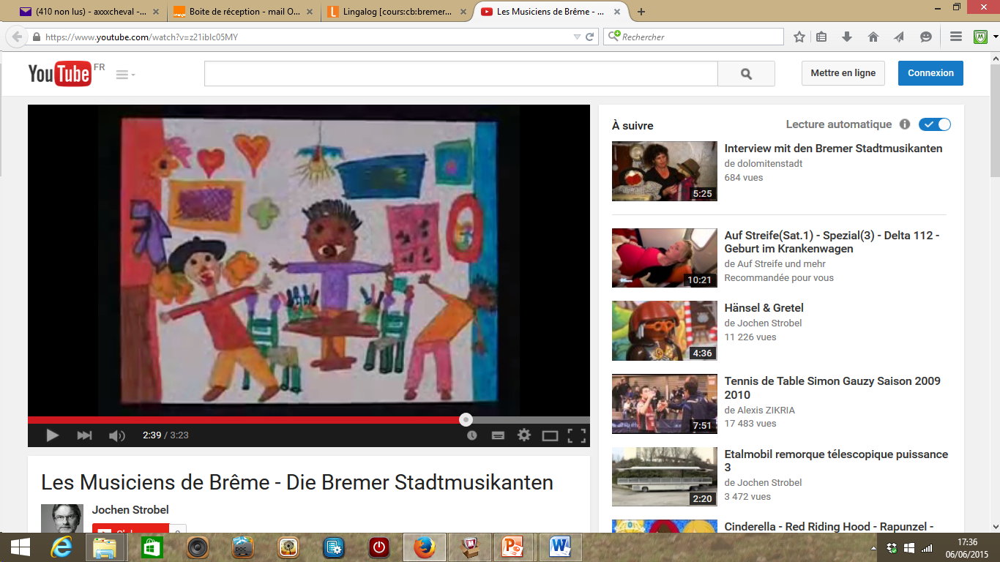 (410 non lus) - axxxcheval -...
Boite de réception - mail O...
Lingalog [cours:cb:bremer...
Les Musiciens de Brême - ...
https://www.youtube.com/watch?v=z21iblc05MY
Rechercher
YouTube FR
Mettre en ligne
Connexion
2:39 / 3:23
Les Musiciens de Brême - Die Bremer Stadtmusikanten
Jochen Strobel
À suivre
Lecture automatique
Interview mit den Bremer Stadtmusikanten
de dolomitenstadt
684 vues
5:25
Auf Streife(Sat.1) - Spezial(3) - Delta 112 -
Geburt im Krankenwagen
de Auf Streife und mehr
Recommandée pour vous
10:21
Hänsel & Gretel
de Jochen Strobel
11 226 vues
4:36
Tennis de Table Simon Gauzy Saison 2009
2010
de Alexis ZIKRIA
17 483 vues
7:51
Etalmobil remorque télescopique puissance
3
de Jochen Strobel
3 472 vues
2:20
Cinderella - Red Riding Hood - Rapunzel -
DOC
17:36
06/06/2015